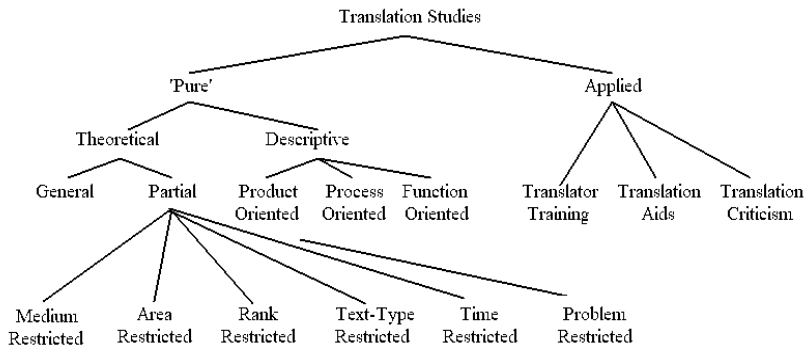 Translation Studies
'Pure'
Applied
Theoretical
Descriptive
General
Partial
Product
Oriented
Process
Oriented
Function
Oriented
Translator
Training
Translation
Aids
Translation
Criticism
Medium
Restricted
Area
Restricted
Rank
Restricted
Text-Type
Restricted
Time
Restricted
Problem
Restricted